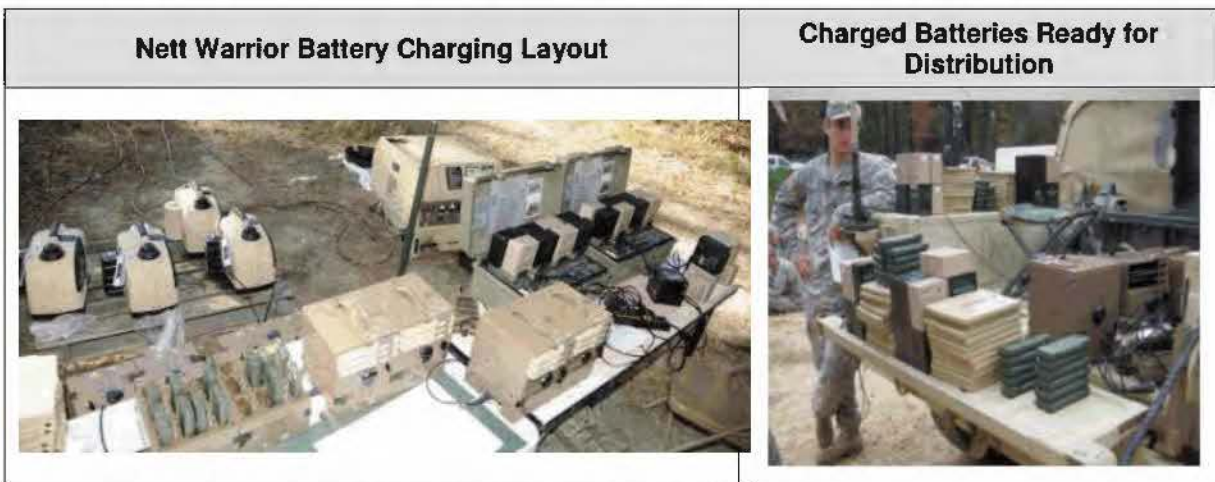 Nett Warrior Battery Charging Layout
Charged Batteries Ready for
Distribution